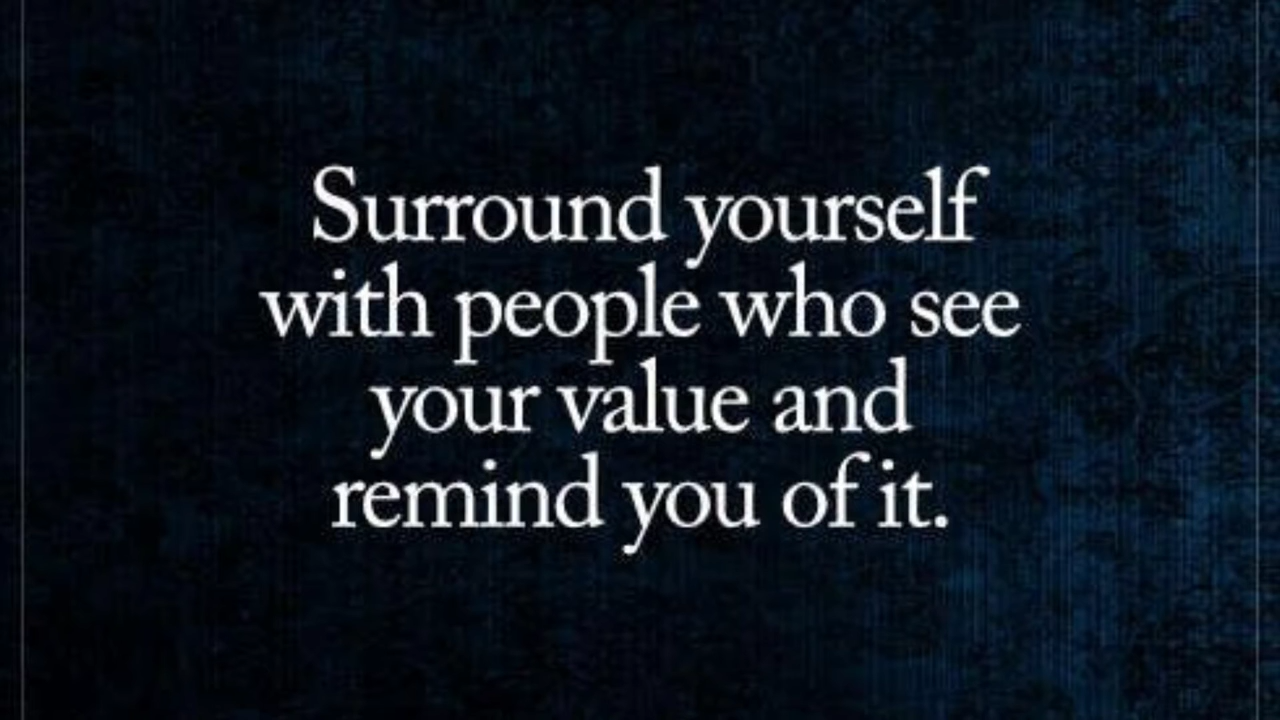 Surround yourself
with people who see
your value and
remind you of it.